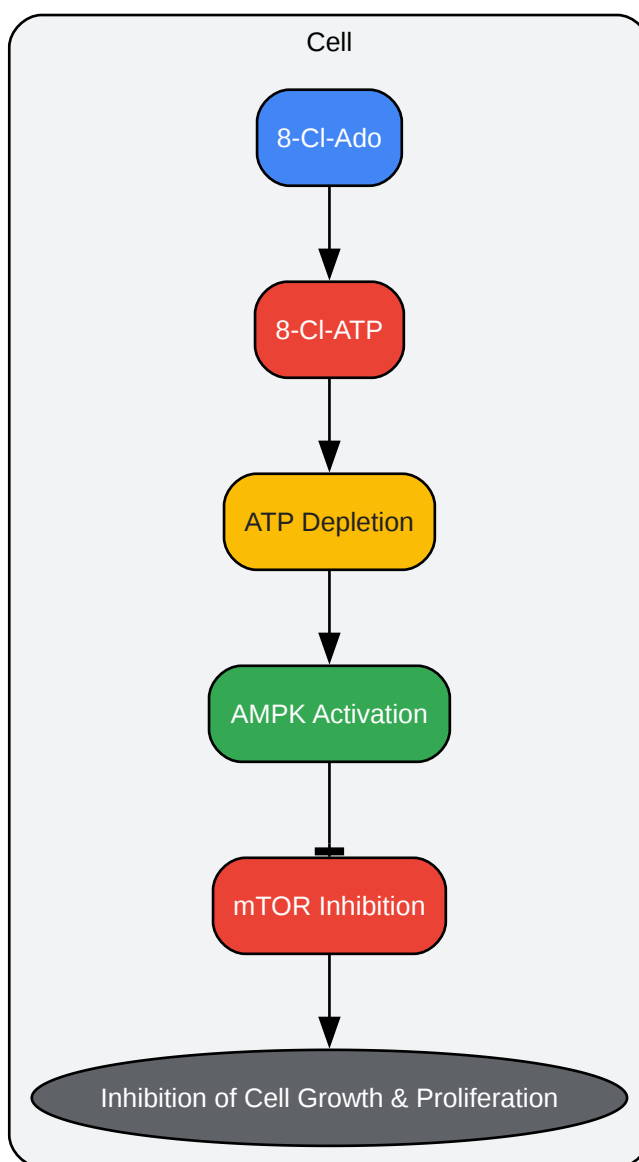 Cell
8-Cl-Ado
8-Cl-ATP
ATP Depletion
AMPK Activation
mTOR Inhibition
Inhibition of Cell Growth & Proliferation